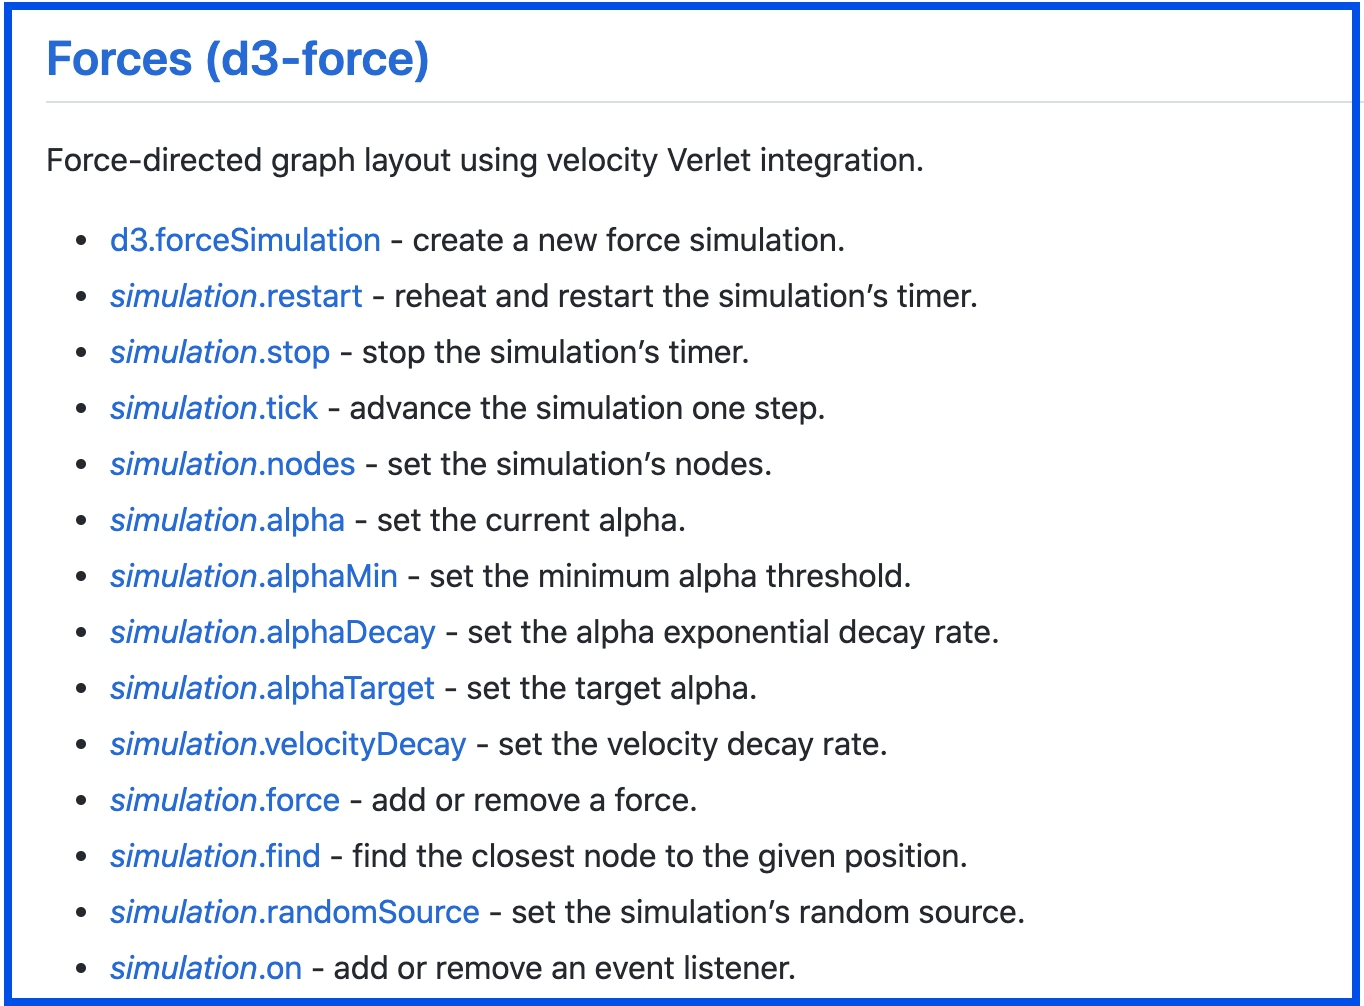 Forces (d3-force)
Force-directed graph layout using velocity Verlet integration.
• d3.forceSimulation - create a new force simulation.
• simulation.restart - reheat and restart the simulation’s timer.
• simulation.stop - stop the simulation’s timer.
• simulation.tick - advance the simulation one step.
• simulation.nodes - set the simulation’s nodes.
• simulation.alpha - set the current alpha.
• simulation.alphaMin - set the minimum alpha threshold.
• simulation.alphaDecay - set the alpha exponential decay rate.
• simulation.alphaTarget - set the target alpha.
• simulation.velocityDecay - set the velocity decay rate.
• simulation.force - add or remove a force.
• simulation.find - find the closest node to the given position.
• simulation.randomSource - set the simulation’s random source.
• simulation.on - add or remove an event listener.